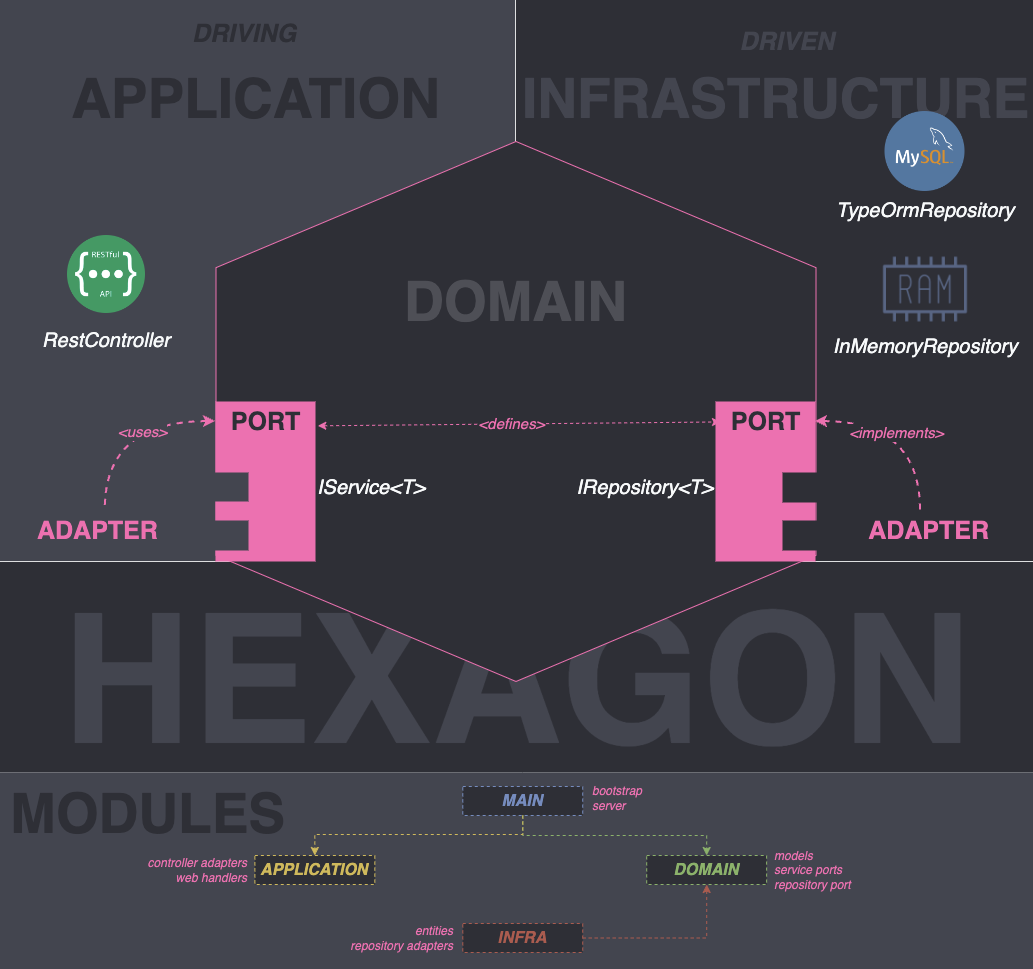 DRIVING
APPLICATION
DRIVEN
INFRASTRUCTURE
MySQL
TypeOrmRepository
RESTful
API
RestController
RAM
InMemoryRepository
DOMAIN
PORT
<defines>
PORT
<uses>
<implements>
IService<T>
IRepository<T>
ADAPTER
ADAPTER
HEXAGON
MODULES
MAIN
bootstrap
server
controller adapters
web handlers
APPLICATION
DOMAIN
models
service ports
repository port
entities
repository adapters
INFRA